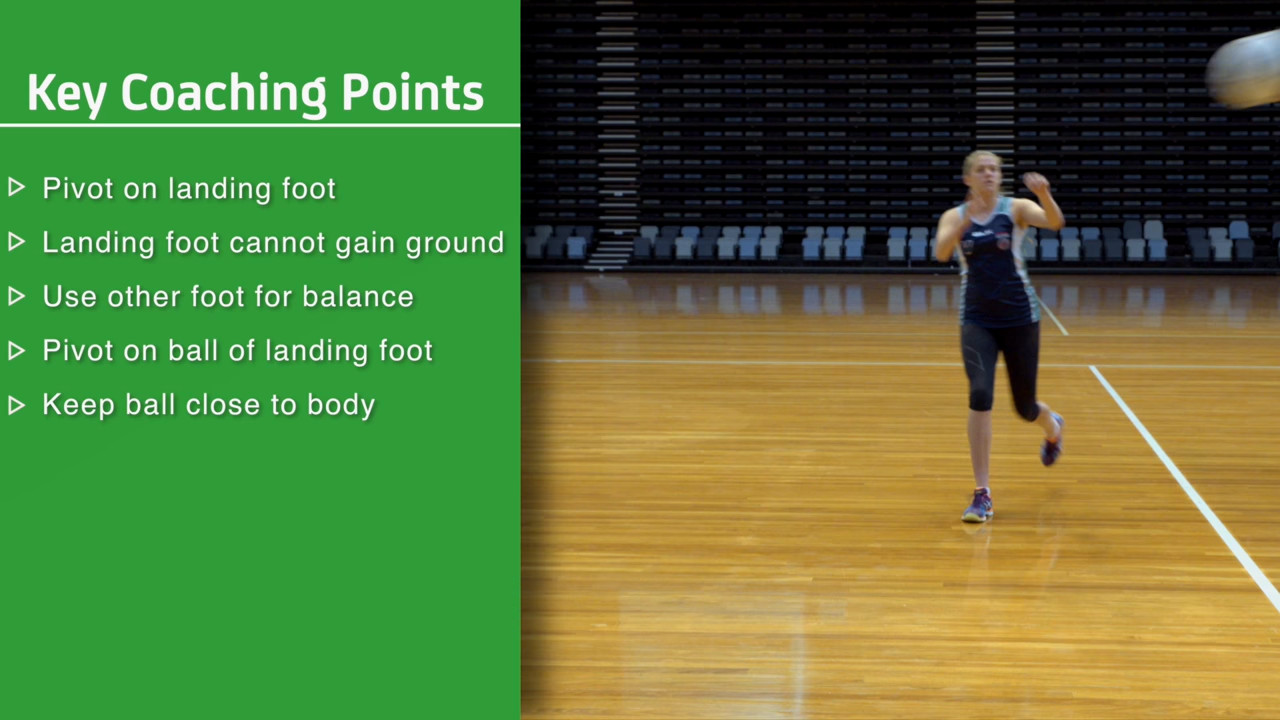 Key Coaching Points
Pivot on landing foot
Landing foot cannot gain ground
Use other foot for balance
Pivot on ball of landing foot
Keep ball close to body